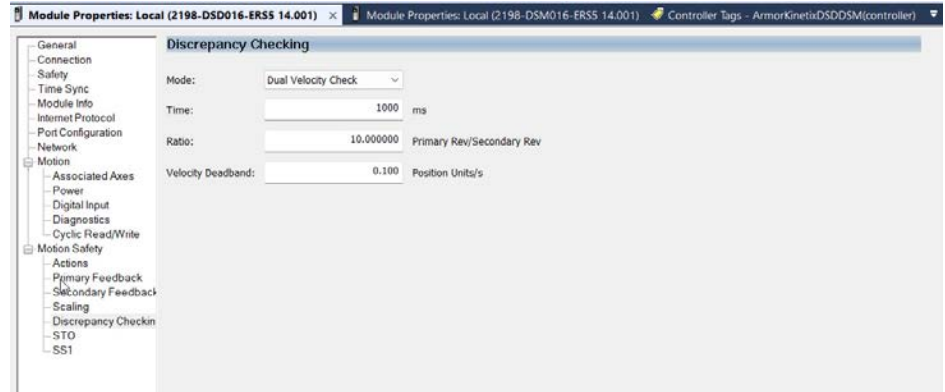 Module Properties: Local (2198-DSD016-ERS5 14.001) × Module Properties: Local (2198-DSM016-ERS5 14.001) Controller Tags - ArmorKinetixDSDDSM(controller)
General
Connection
Safety
Time Sync
Module Info
Internet Protocol
Port Configuration
Network
Motion
Associated Axes
Power
Digital Input
Diagnostics
Cyclic Read/Write
Motion Safety
Actions
Primary Feedback
Secondary Feedback
Scaling
Discrepancy Checkin
STO
SS1
Discrepancy Checking
Mode: Dual Velocity Check
Time: 1000 ms
Ratio: 10.000000 Primary Rev/Secondary Rev
Velocity Deadband: 0.100 Position Units/s